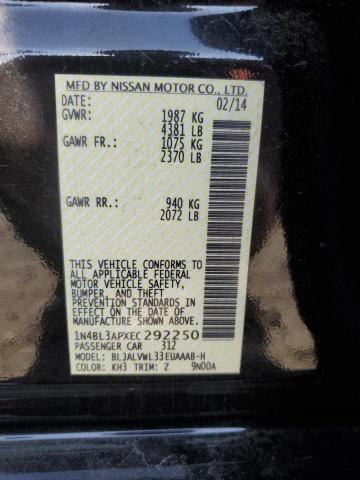 MFD BY NISSAN MOTOR CO., LTD.
DATE: 02/14
GVWR: 1987 KG
4381 LB
GAWR FR.: 1075 KG
2370 LB
GAWR RR.: 940 KG
2072 LB
THIS VEHICLE CONFORMS TO
ALL APPLICABLE FEDERAL
MOTOR VEHICLE SAFETY,
BUMPER, AND THEFT
PREVENTION STANDARDS IN
EFFECT ON THE DATE OF
MANUFACTURE SHOWN ABOVE.
1N4BL3APXEC292250
PASSENGER CAR 312
MODEL: BLJALVWL33EUAAAB-H
COLOR: KH3 TRIM: Z 9N00A